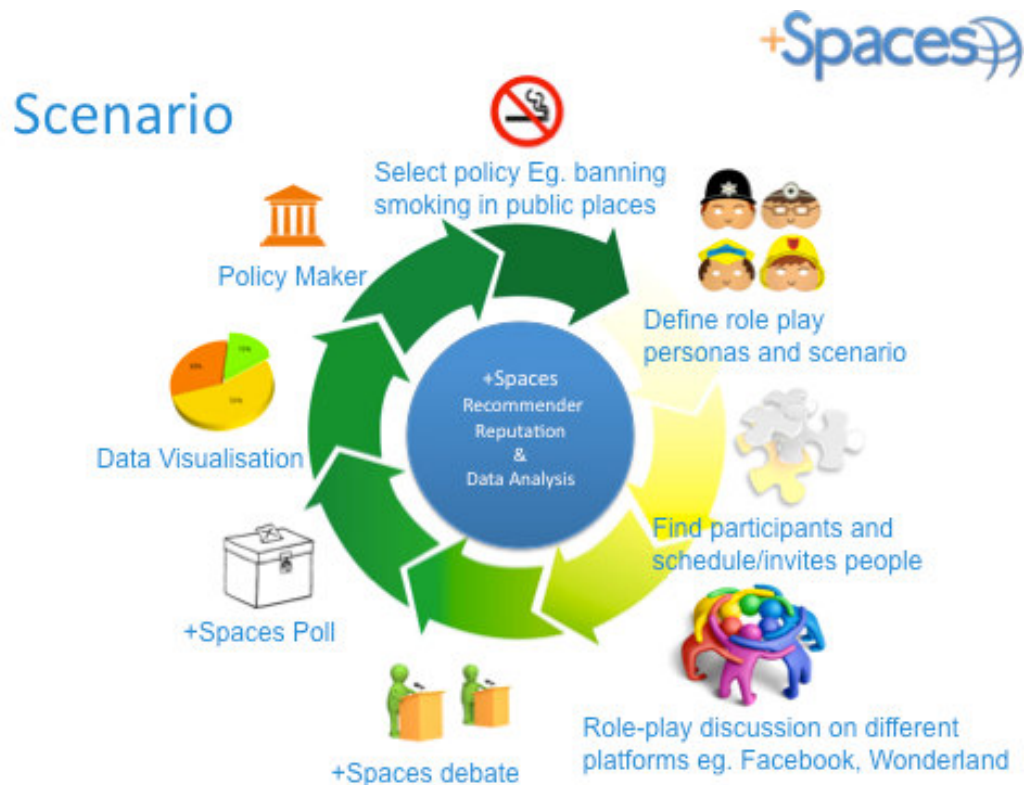 +Spaces
Scenario
Select policy Eg. banning
smoking in public places
Define role play
personas and scenario
Find participants and
schedule/invites people
Role-play discussion on different
platforms eg. Facebook, Wonderland
+Spaces debate
+Spaces Poll
Data Visualisation
Policy Maker
+Spaces
Recommender
Reputation
&
Data Analysis